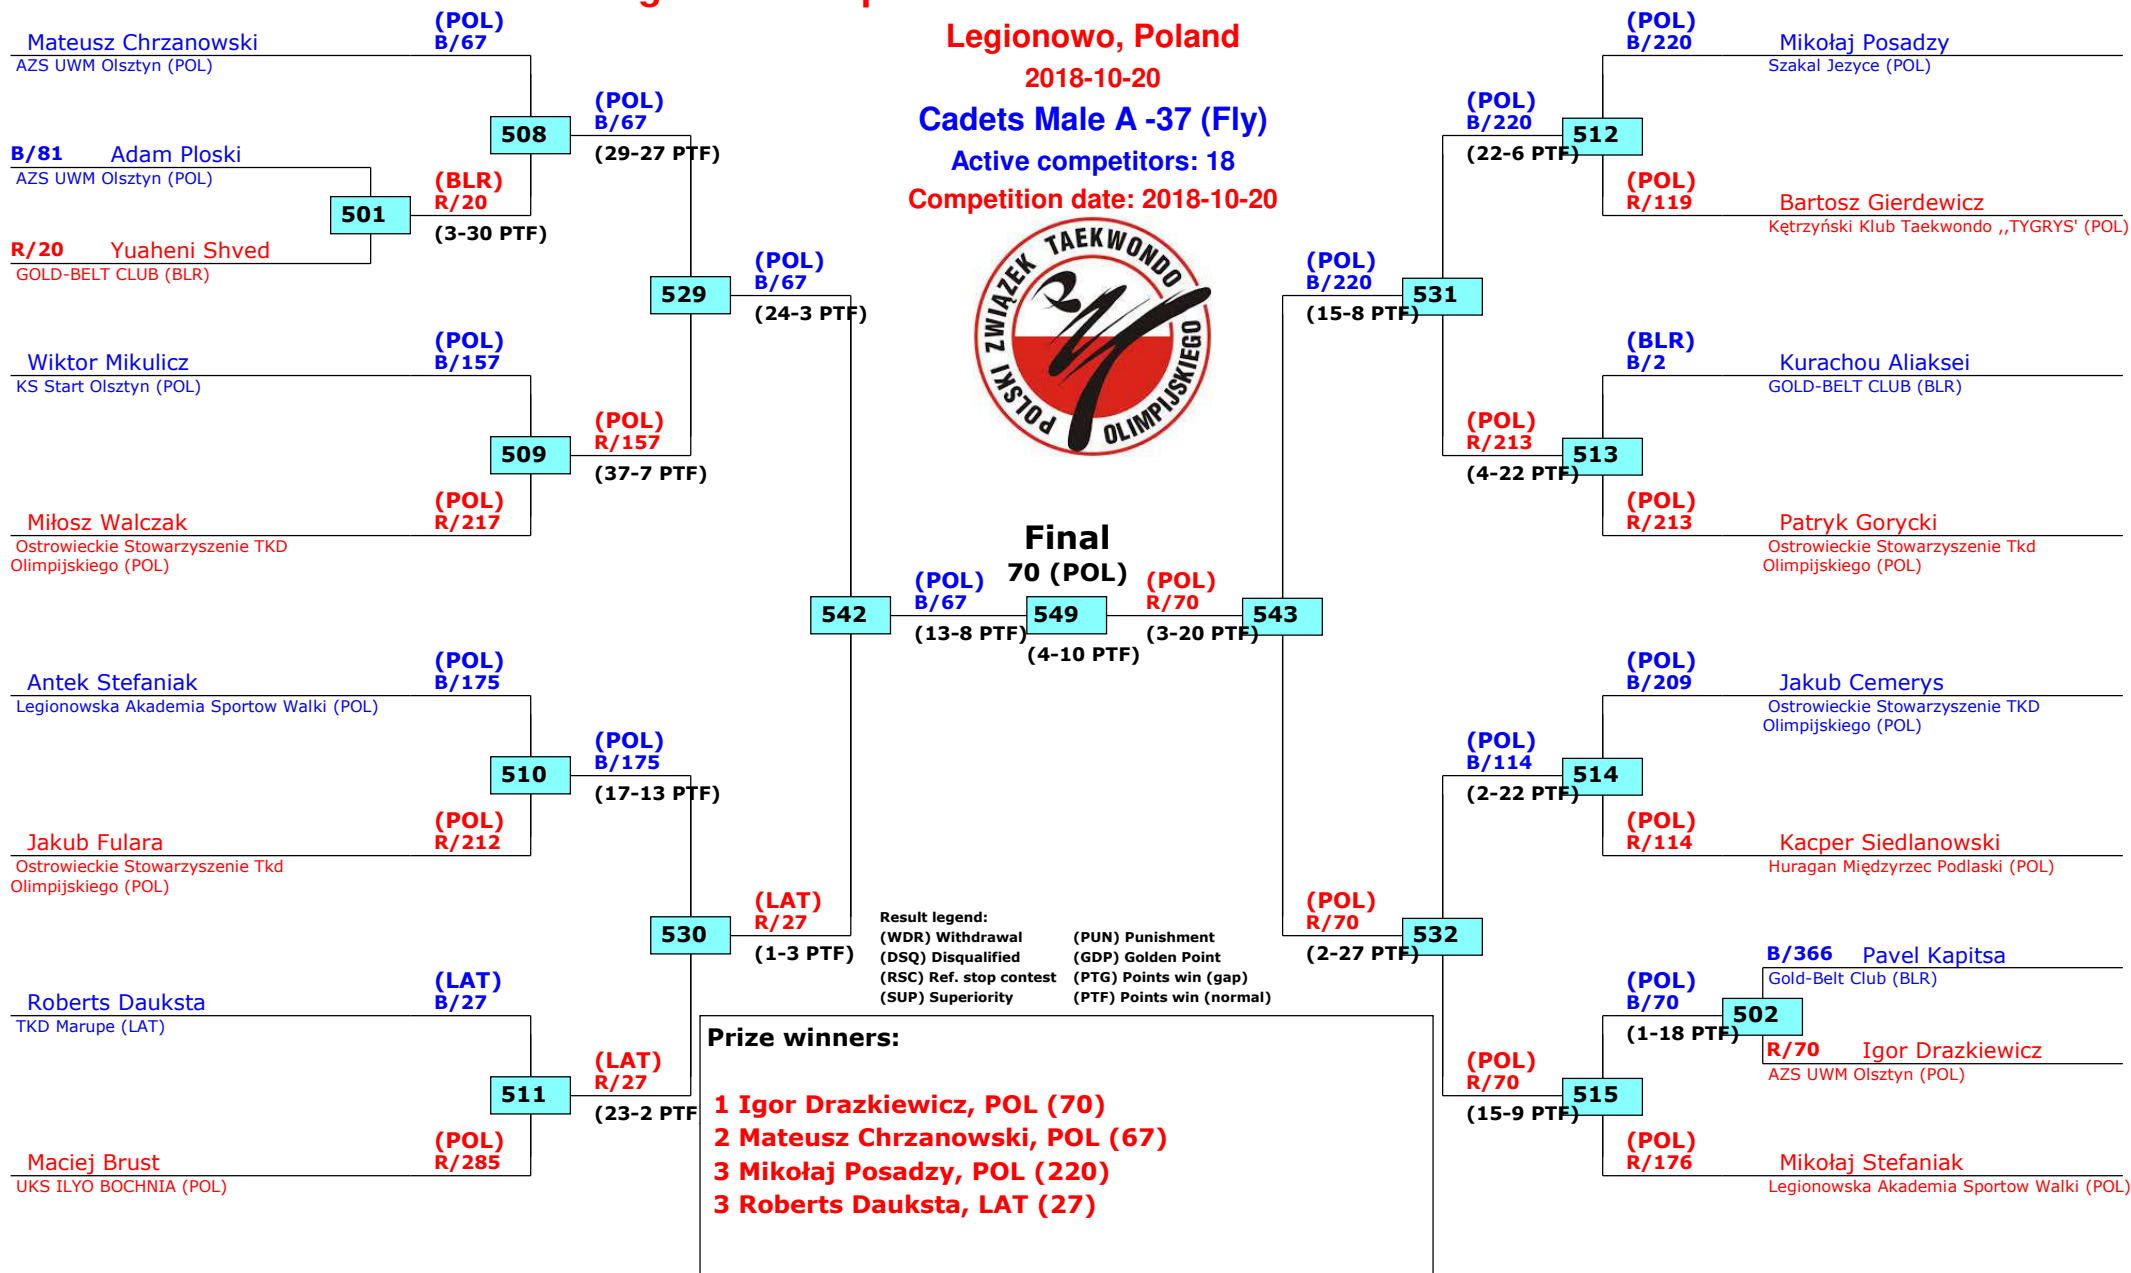 Legionowo, Poland
2018-10-20
Cadets Male A -37 (Fly)
Active competitors: 18
Competition date: 2018-10-20
POLSKI ZWIĄZEK TAEKWONDO OLIMPIJSKIEGO
(POL)
Mateusz Chrzanowski B/67
AZS UWM Olsztyn (POL)
B/81 Adam Ploski
AZS UWM Olsztyn (POL)
501
R/20 Yuaheni Shved
GOLD-BELT CLUB (BLR)
(BLR)
R/20
(3-30 PTF)
508
(POL)
B/67
(29-27 PTF)
(POL)
Wiktor Mikulicz B/157
KS Start Olsztyn (POL)
509
(POL)
R/157
(37-7 PTF)
(POL)
Miłosz Walczak R/217
Ostrowieckie Stowarzyszenie TKD
Olimpijskiego (POL)
529
(POL)
B/67
(24-3 PTF)
(POL)
Antek Stefaniak B/175
Legionowska Akademia Sportow Walki (POL)
510
(POL)
B/175
(17-13 PTF)
(POL)
Jakub Fulara R/212
Ostrowieckie Stowarzyszenie Tkd
Olimpijskiego (POL)
530
(LAT)
R/27
(1-3 PTF)
(LAT)
Roberts Dauksta B/27
TKD Marupe (LAT)
511
(LAT)
R/27
(23-2 PTF
(POL)
Maciej Brust R/285
UKS ILYO BOCHNIA (POL)
542
(POL)
B/67
(13-8 PTF)
Final
70 (POL)
549
(4-10 PTF)
(POL)
R/70
(3-20 PTF)
543
(POL)
B/220 Mikołaj Posadzy
Szakal Jezyce (POL)
(POL)
B/220
(22-6 PTF)
512
(POL)
R/119 Bartosz Gierdewicz
Kętrzyński Klub Taekwondo ,,TYGRYS' (POL)
(POL)
B/220
(15-8 PTF)
531
(BLR)
B/2 Kurachou Aliaksei
GOLD-BELT CLUB (BLR)
(POL)
R/213
(4-22 PTF)
513
(POL)
R/213 Patryk Gorycki
Ostrowieckie Stowarzyszenie Tkd
Olimpijskiego (POL)
(POL)
B/209 Jakub Cemerys
Ostrowieckie Stowarzyszenie TKD
Olimpijskiego (POL)
(POL)
B/114
(2-22 PTF)
514
(POL)
R/114 Kacper Siedlanowski
Huragan Międzyrzec Podlaski (POL)
(POL)
R/70
(2-27 PTF)
532
B/366 Pavel Kapitsa
Gold-Belt Club (BLR)
(POL)
B/70
(1-18 PTF)
502
R/70 Igor Drazkiewicz
AZS UWM Olsztyn (POL)
(POL)
R/70
(15-9 PTF)
515
(POL)
R/176 Mikołaj Stefaniak
Legionowska Akademia Sportow Walki (POL)
Result legend:
(WDR) Withdrawal (PUN) Punishment
(DSQ) Disqualified (GDP) Golden Point
(RSC) Ref. stop contest (PTG) Points win (gap)
(SUP) Superiority (PTF) Points win (normal)
Prize winners:
1 Igor Drazkiewicz, POL (70)
2 Mateusz Chrzanowski, POL (67)
3 Mikołaj Posadzy, POL (220)
3 Roberts Dauksta, LAT (27)